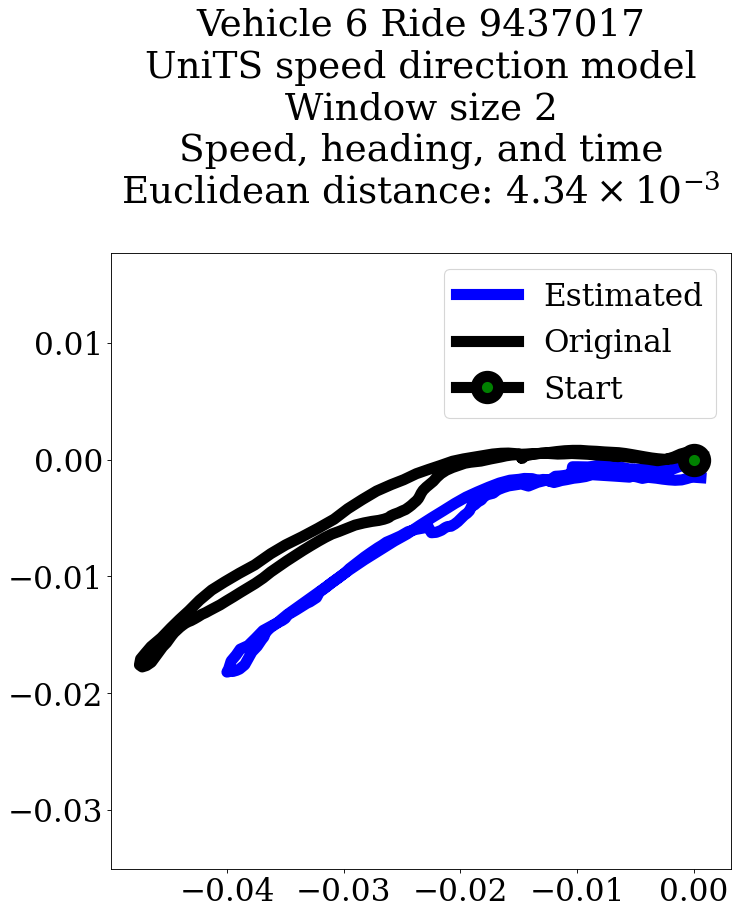 Vehicle 6 Ride 9437017
UniTS speed direction model
Window size 2
Speed, heading, and time
Euclidean distance: 4.34 × 10⁻³
Estimated
Original
Start
0.01
0.00
−0.01
−0.02
−0.03
−0.04 −0.03 −0.02 −0.01 0.00